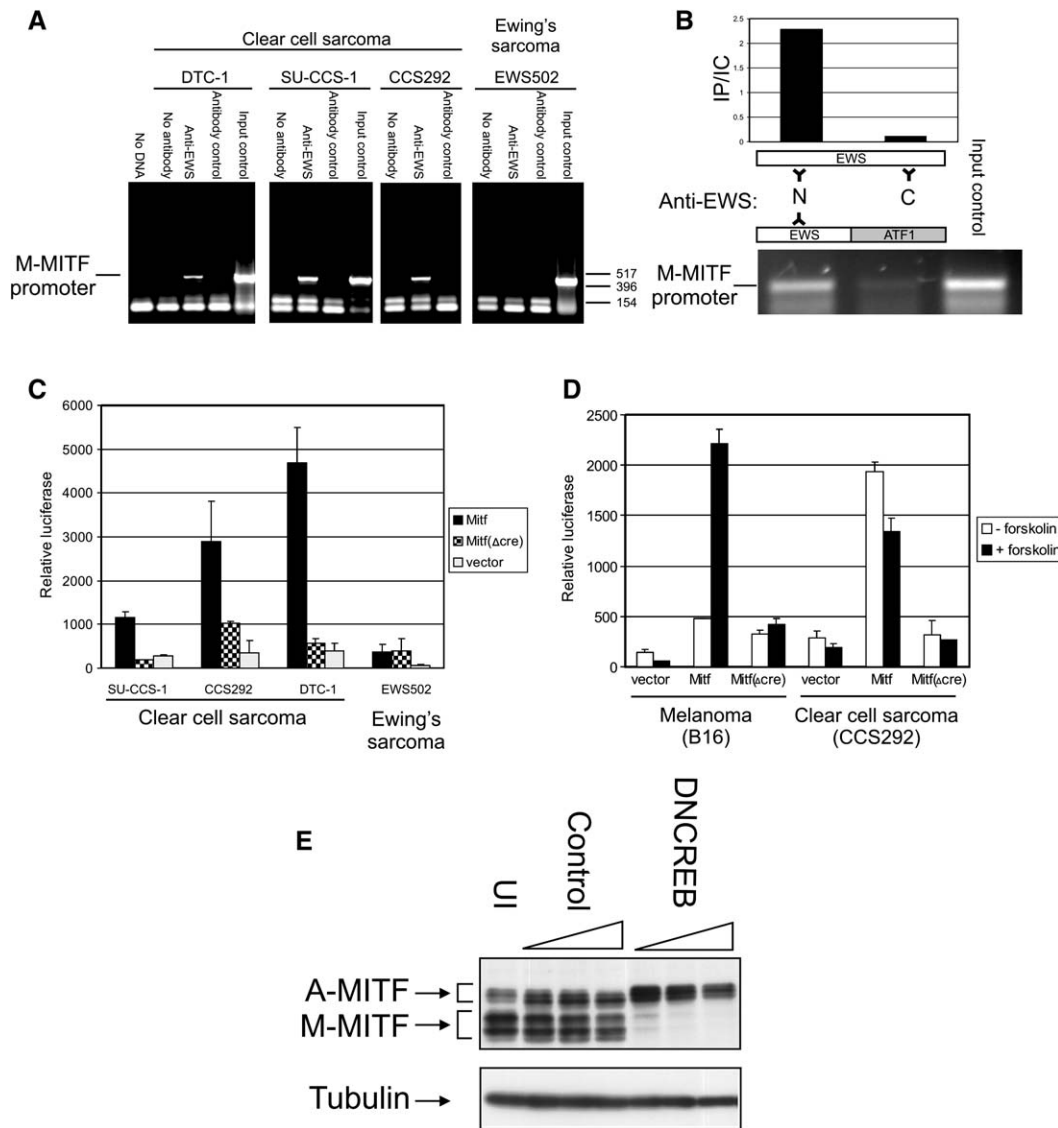 A
Clear cell sarcoma
Ewing's
sarcoma
DTC-1
SU-CCS-1
CCS292
EWS502
No DNA
No antibody
Anti-EWS
Antibody control
Input control
No antibody
Anti-EWS
Antibody control
Input control
No antibody
Anti-EWS
Antibody control
No antibody
Anti-EWS
Antibody control
Input control
M-MITF
promoter
517
396
154
B
IP/IC
2.5
2
1.5
1
0.5
0
EWS
Anti-EWS:
N
C
Input control
EWS
ATF1
M-MITF
promoter
C
Relative luciferase
6000
5000
4000
3000
2000
1000
0
Mitf
Mitf(Δcre)
vector
SU-CCS-1
CCS292
DTC-1
EWS502
Clear cell sarcoma
Ewing's
sarcoma
D
Relative luciferase
2500
2000
1500
1000
500
0
- forskolin
+ forskolin
vector
Mitf
Mitf(Δcre)
vector
Mitf
Mitf(Δcre)
Melanoma
(B16)
Clear cell sarcoma
(CCS292)
E
UI
Control
DNCREB
A-MITF
M-MITF
Tubulin